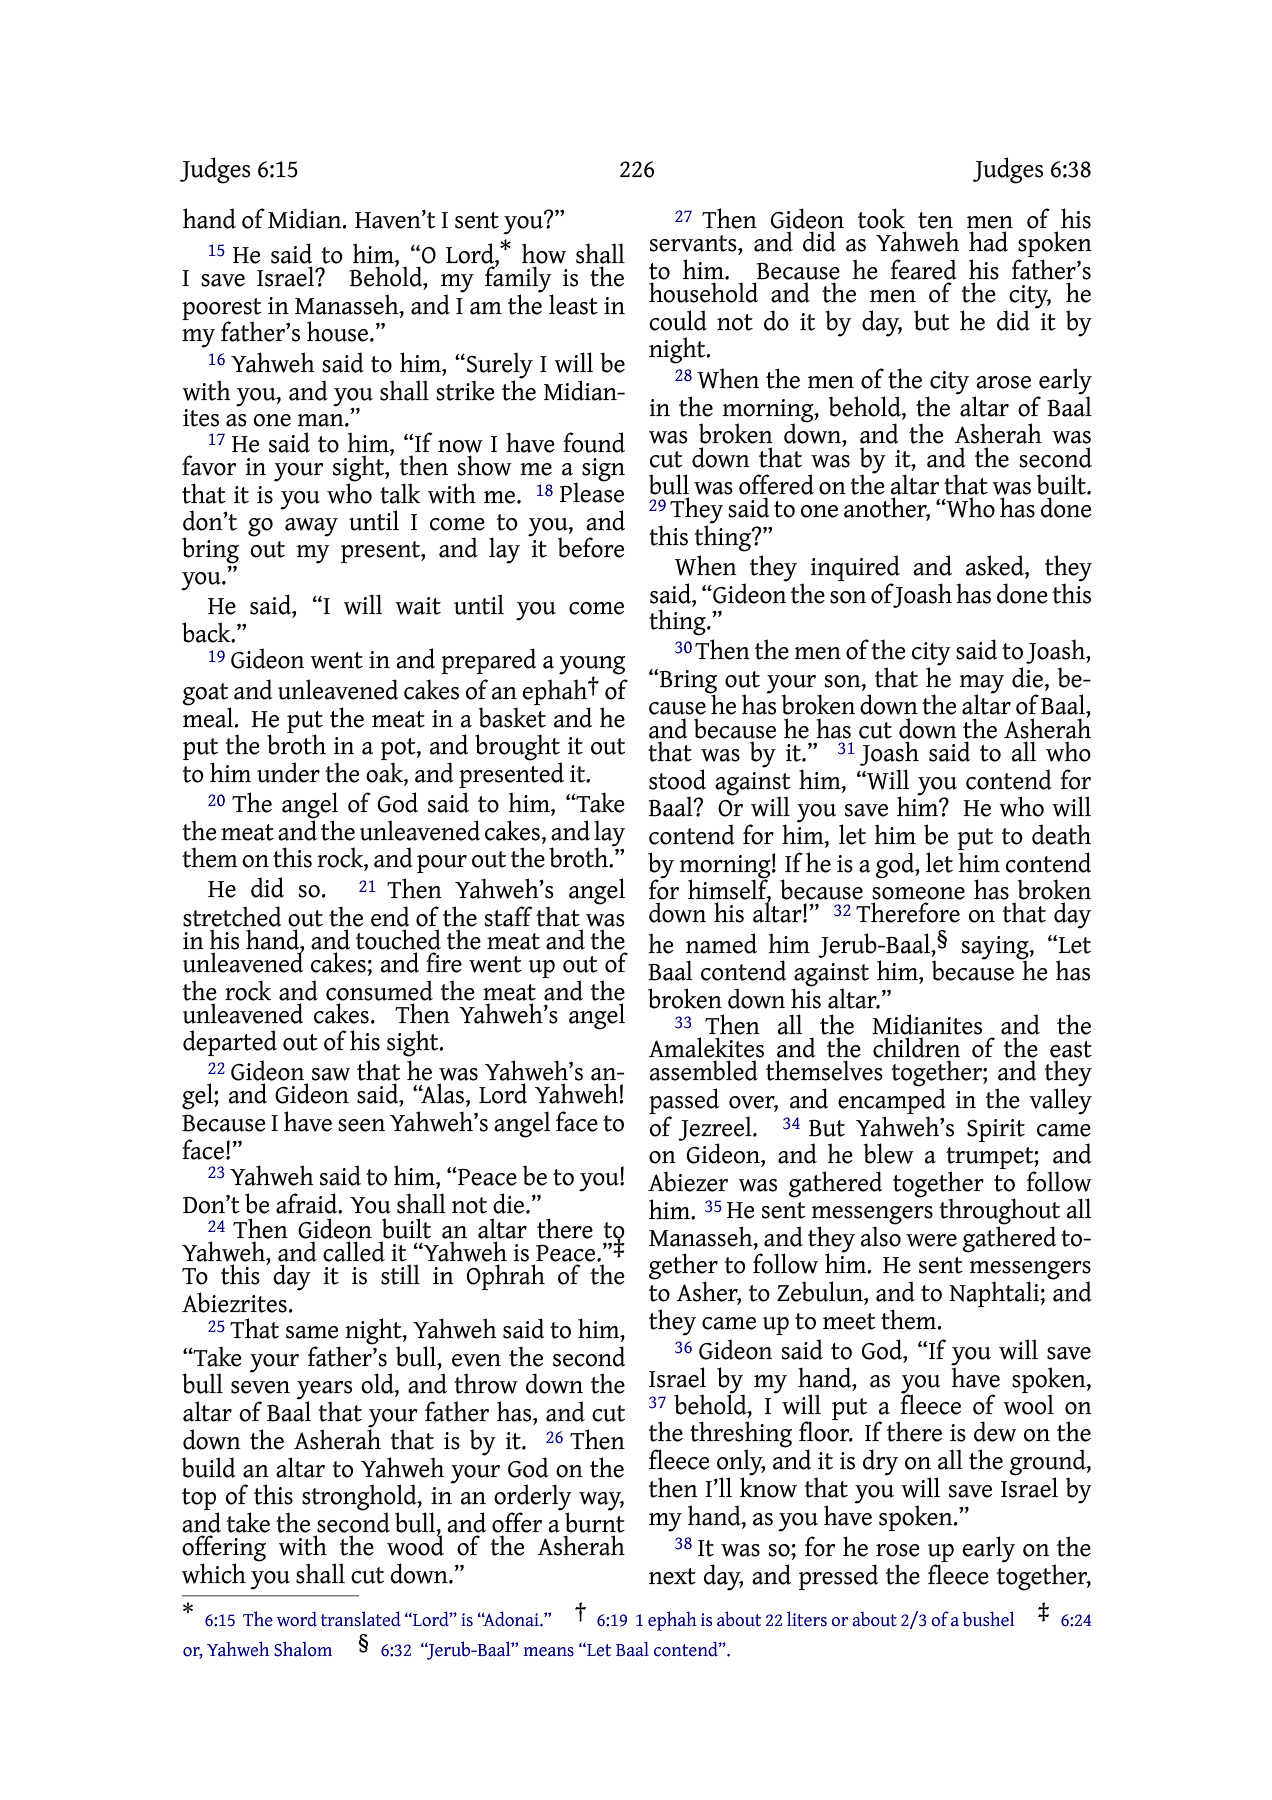 Judges 6:15 226 Judges 6:38
hand of Midian. Haven’t I sent you?”
15 He said to him, “O Lord,* how shall
I save Israel? Behold, my family is the
poorest in Manasseh, and I am the least in
my father’s house.”
16 Yahweh said to him, “Surely I will be
with you, and you shall strike the Midian-
ites as one man.”
17 He said to him, “If now I have found
favor in your sight, then show me a sign
that it is you who talk with me. 18 Please
don’t go away until I come to you, and
bring out my present, and lay it before
you.”
He said, “I will wait until you come
back.”
19 Gideon went in and prepared a young
goat and unleavened cakes of an ephah† of
meal. He put the meat in a basket and he
put the broth in a pot, and brought it out
to him under the oak, and presented it.
20 The angel of God said to him, “Take
the meat and the unleavened cakes, and lay
them on this rock, and pour out the broth.”
He did so. 21 Then Yahweh’s angel
stretched out the end of the staff that was
in his hand, and touched the meat and the
unleavened cakes; and fire went up out of
the rock and consumed the meat and the
unleavened cakes. Then Yahweh’s angel
departed out of his sight.
22 Gideon saw that he was Yahweh’s an-
gel; and Gideon said, “Alas, Lord Yahweh!
Because I have seen Yahweh’s angel face to
face!”
23 Yahweh said to him, “Peace be to you!
Don’t be afraid. You shall not die.”
24 Then Gideon built an altar there to
Yahweh, and called it “Yahweh is Peace.”‡
To this day it is still in Ophrah of the
Abiezrites.
25 That same night, Yahweh said to him,
“Take your father’s bull, even the second
bull seven years old, and throw down the
altar of Baal that your father has, and cut
down the Asherah that is by it. 26 Then
build an altar to Yahweh your God on the
top of this stronghold, in an orderly way,
and take the second bull, and offer a burnt
offering with the wood of the Asherah
which you shall cut down.”
27 Then Gideon took ten men of his
servants, and did as Yahweh had spoken
to him. Because he feared his father’s
household and the men of the city, he
could not do it by day, but he did it by
night.
28 When the men of the city arose early
in the morning, behold, the altar of Baal
was broken down, and the Asherah was
cut down that was by it, and the second
bull was offered on the altar that was built.
29 They said to one another, “Who has done
this thing?”
When they inquired and asked, they
said, “Gideon the son of Joash has done this
thing.”
30 Then the men of the city said to Joash,
“Bring out your son, that he may die, be-
cause he has broken down the altar of Baal,
and because he has cut down the Asherah
that was by it.” 31 Joash said to all who
stood against him, “Will you contend for
Baal? Or will you save him? He who will
contend for him, let him be put to death
by morning! If he is a god, let him contend
for himself, because someone has broken
down his altar!” 32 Therefore on that day
he named him Jerub-Baal,§ saying, “Let
Baal contend against him, because he has
broken down his altar.”
33 Then all the Midianites and the
Amalekites and the children of the east
assembled themselves together; and they
passed over, and encamped in the valley
of Jezreel. 34 But Yahweh’s Spirit came
on Gideon, and he blew a trumpet; and
Abiezer was gathered together to follow
him. 35 He sent messengers throughout all
Manasseh, and they also were gathered to-
gether to follow him. He sent messengers
to Asher, to Zebulun, and to Naphtali; and
they came up to meet them.
36 Gideon said to God, “If you will save
Israel by my hand, as you have spoken,
37 behold, I will put a fleece of wool on
the threshing floor. If there is dew on the
fleece only, and it is dry on all the ground,
then I’ll know that you will save Israel by
my hand, as you have spoken.”
38 It was so; for he rose up early on the
next day, and pressed the fleece together,
* 6:15 The word translated “Lord” is “Adonai.” † 6:19 1 ephah is about 22 liters or about 2/3 of a bushel ‡ 6:24
or, Yahweh Shalom § 6:32 “Jerub-Baal” means “Let Baal contend”.